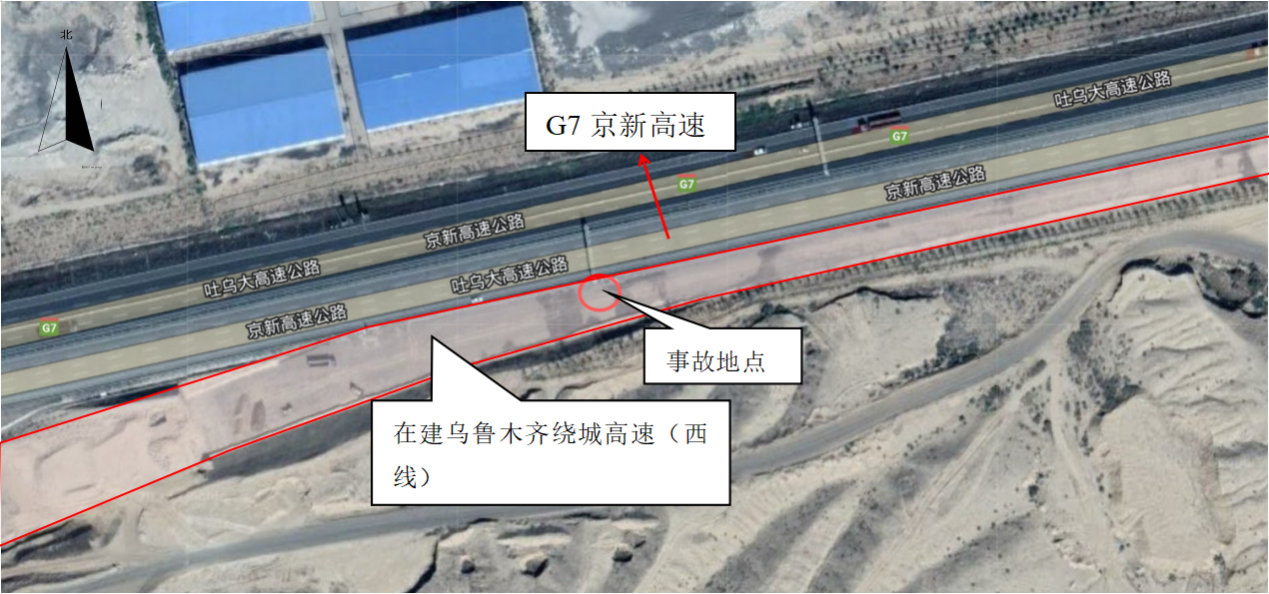 北
吐乌大高速公路
G7 京新高速
G7
G7
京新高速公路
京新高速公路
吐乌大高速公路
吐乌大高速公路
京新高速公路
G7
事故地点
在建乌鲁木齐绕城高速（西
线）